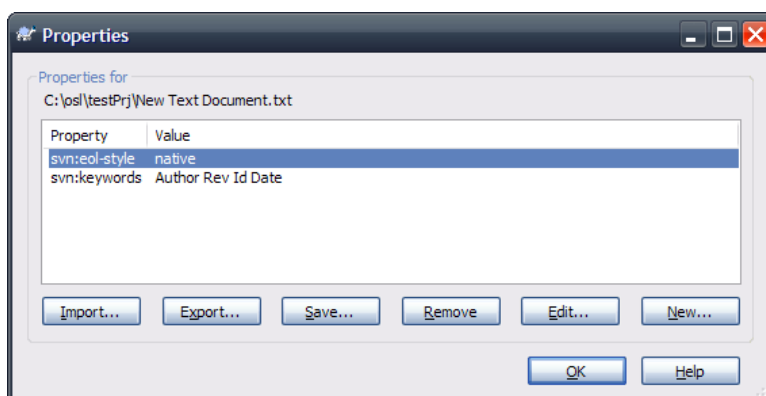 Properties
Properties for
C:\osl\testPrj\New Text Document.txt
Property Value
svn:eol-style native
svn:keywords Author Rev Id Date
Import... Export... Save... Remove Edit... New...
OK Help